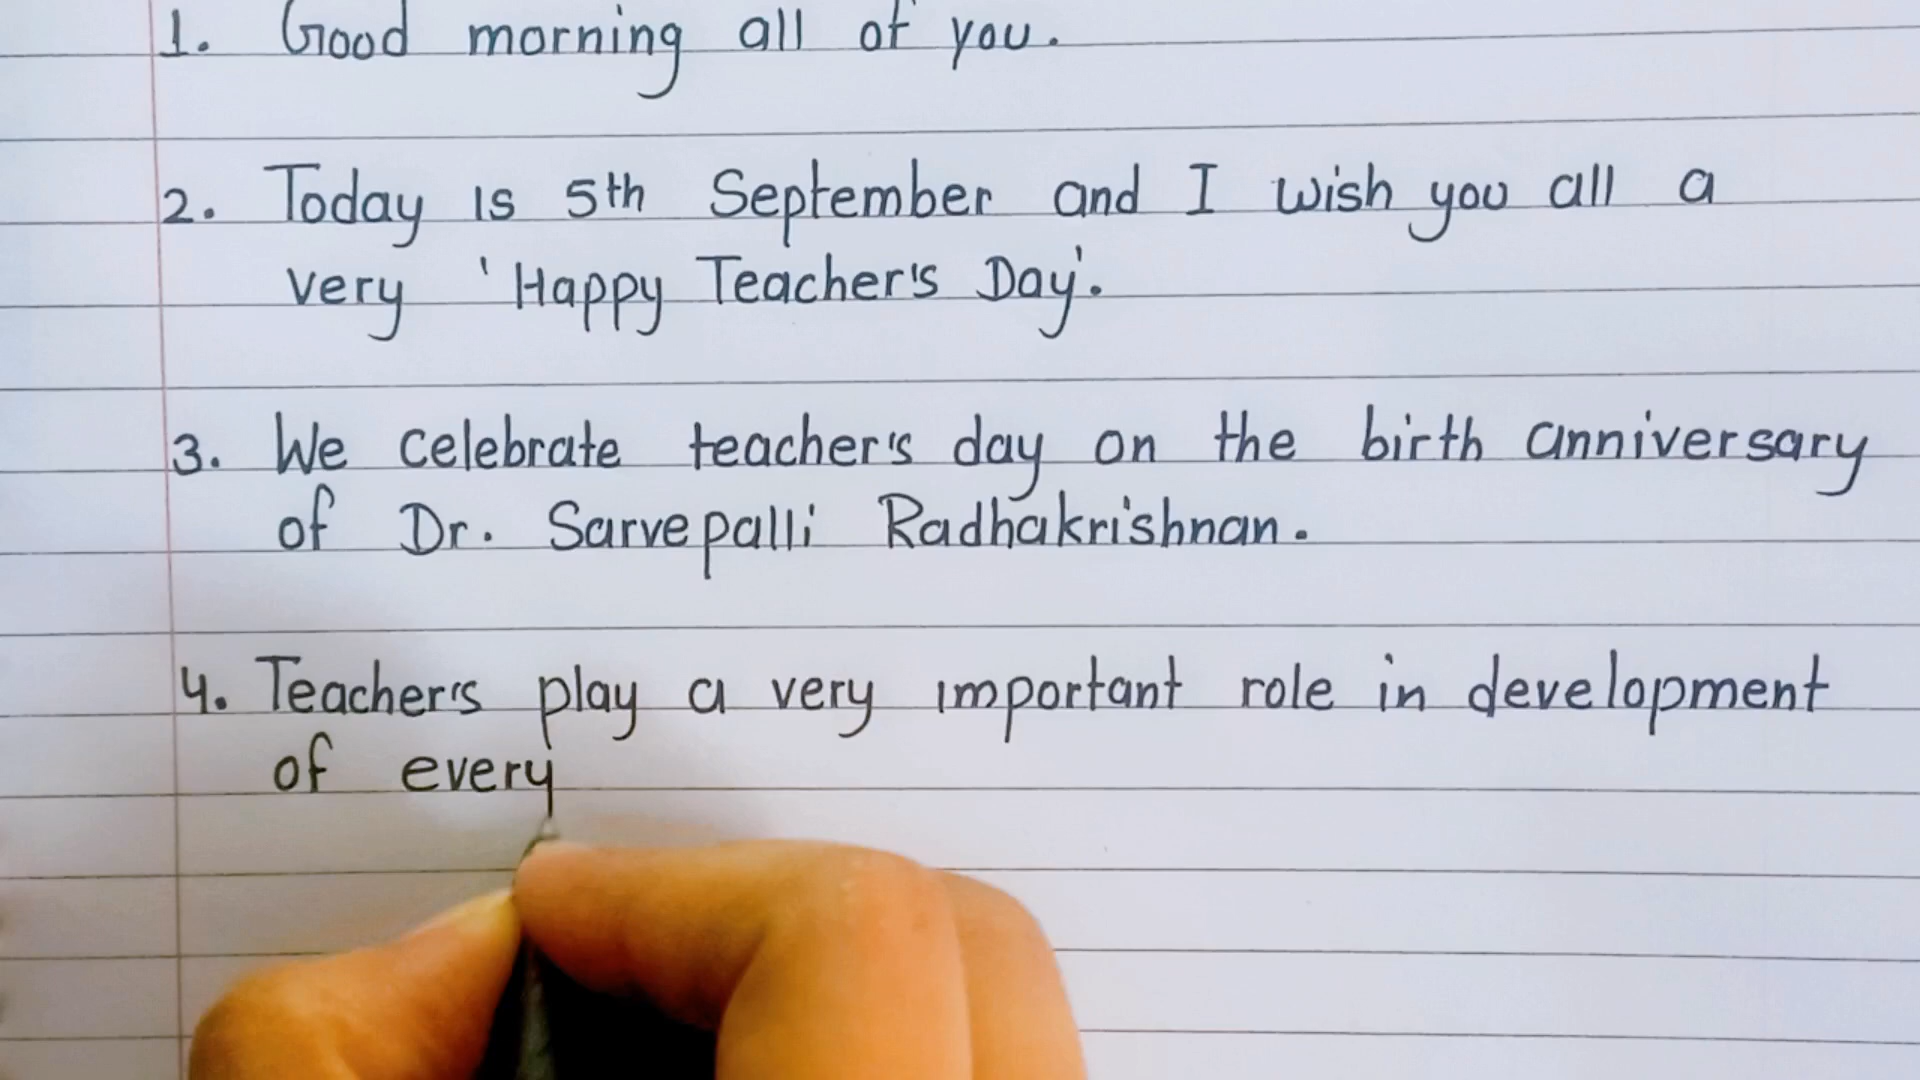 1. Good morning all of you.
2. Today is 5th September and I wish you all a
very 'Happy Teacher's Day'.
3. We celebrate teacher's day on the birth anniversary
of Dr. Sarvepalli Radhakrishnan.
4. Teacher's play a very important role in development
of every